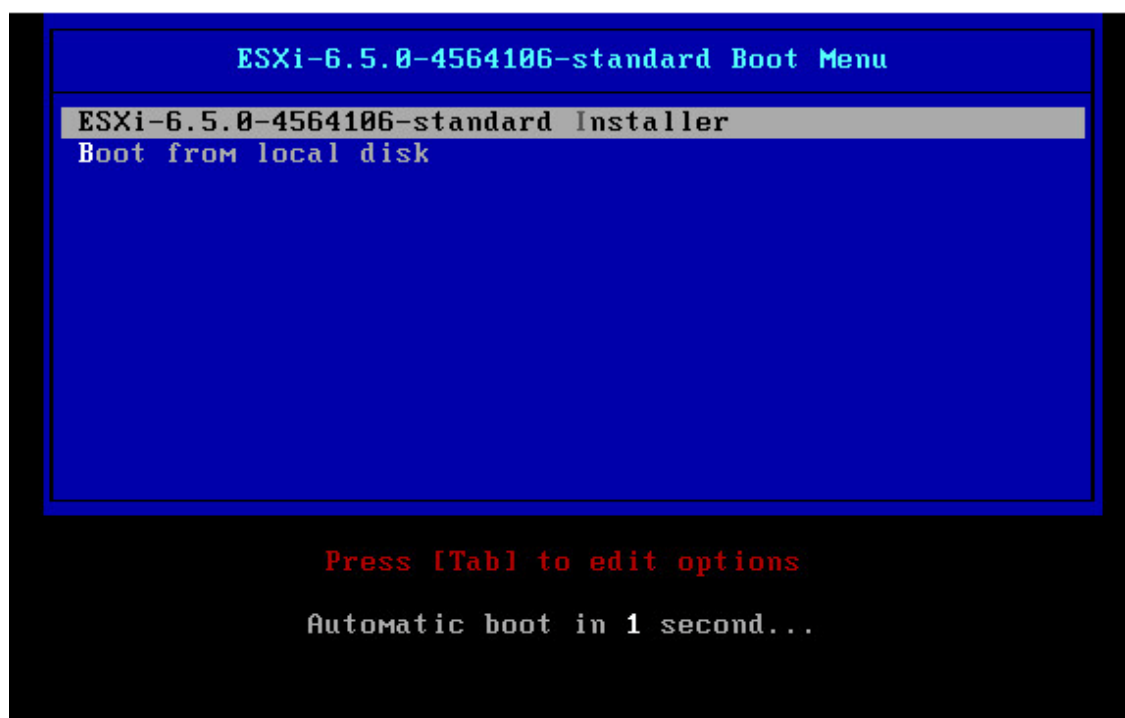 ESXi-6.5.0-4564106-standard Boot Menu
ESXi-6.5.0-4564106-standard Installer
Boot from local disk
Press [Tab] to edit options
Automatic boot in 1 second...